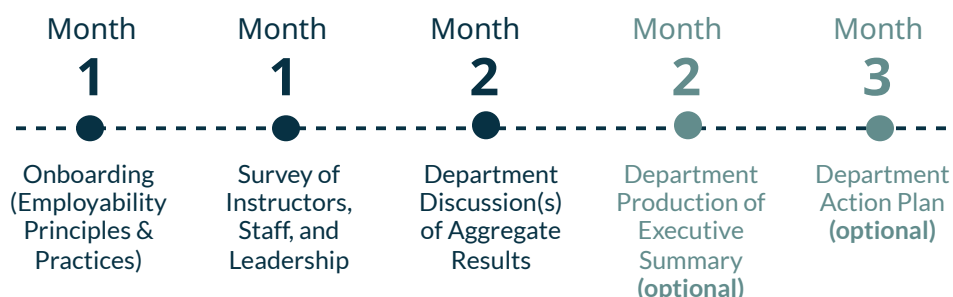 Month
1
Onboarding
(Employability
Principles &
Practices)
Month
1
Survey of
Instructors,
Staff, and
Leadership
Month
2
Department
Discussion(s)
of Aggregate
Results
Month
2
Department
Production of
Executive
Summary
(optional)
Month
3
Department
Action Plan
(optional)